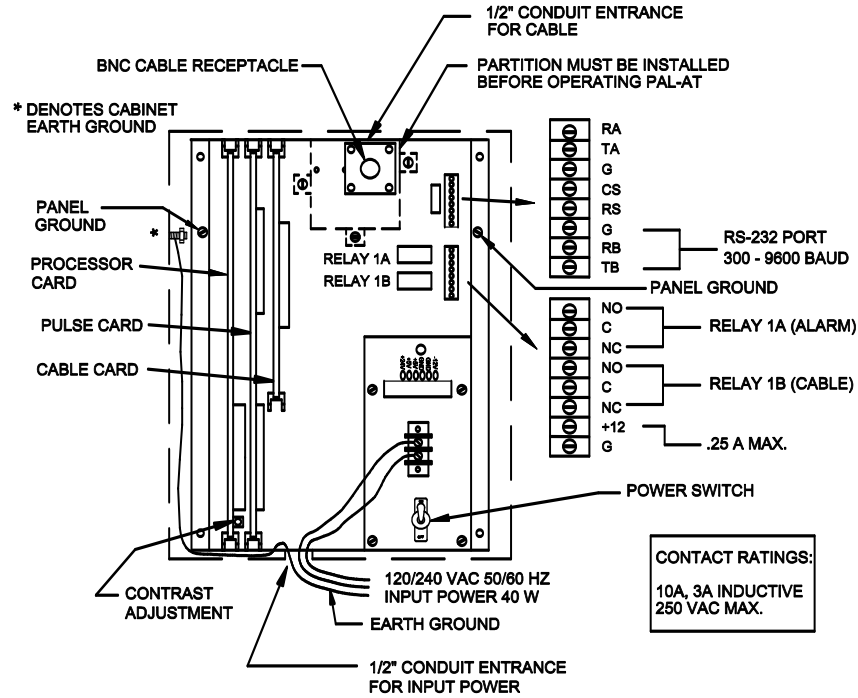 1/2" CONDUIT ENTRANCE
FOR CABLE
BNC CABLE RECEPTACLE
PARTITION MUST BE INSTALLED
BEFORE OPERATING PAL-AT
* DENOTES CABINET
EARTH GROUND
RA
TA
G
CS
RS
G
RB
TB
RS-232 PORT
300 - 9600 BAUD
PANEL
GROUND
*
PROCESSOR
CARD
PULSE CARD
CABLE CARD
RELAY 1A
RELAY 1B
PANEL GROUND
NO
C
NC
NO
C
NC
+12
G
RELAY 1A (ALARM)
RELAY 1B (CABLE)
.25 A MAX.
POWER SWITCH
CONTACT RATINGS:
10A, 3A INDUCTIVE
250 VAC MAX.
120/240 VAC 50/60 HZ
INPUT POWER 40 W
EARTH GROUND
CONTRAST
ADJUSTMENT
1/2" CONDUIT ENTRANCE
FOR INPUT POWER